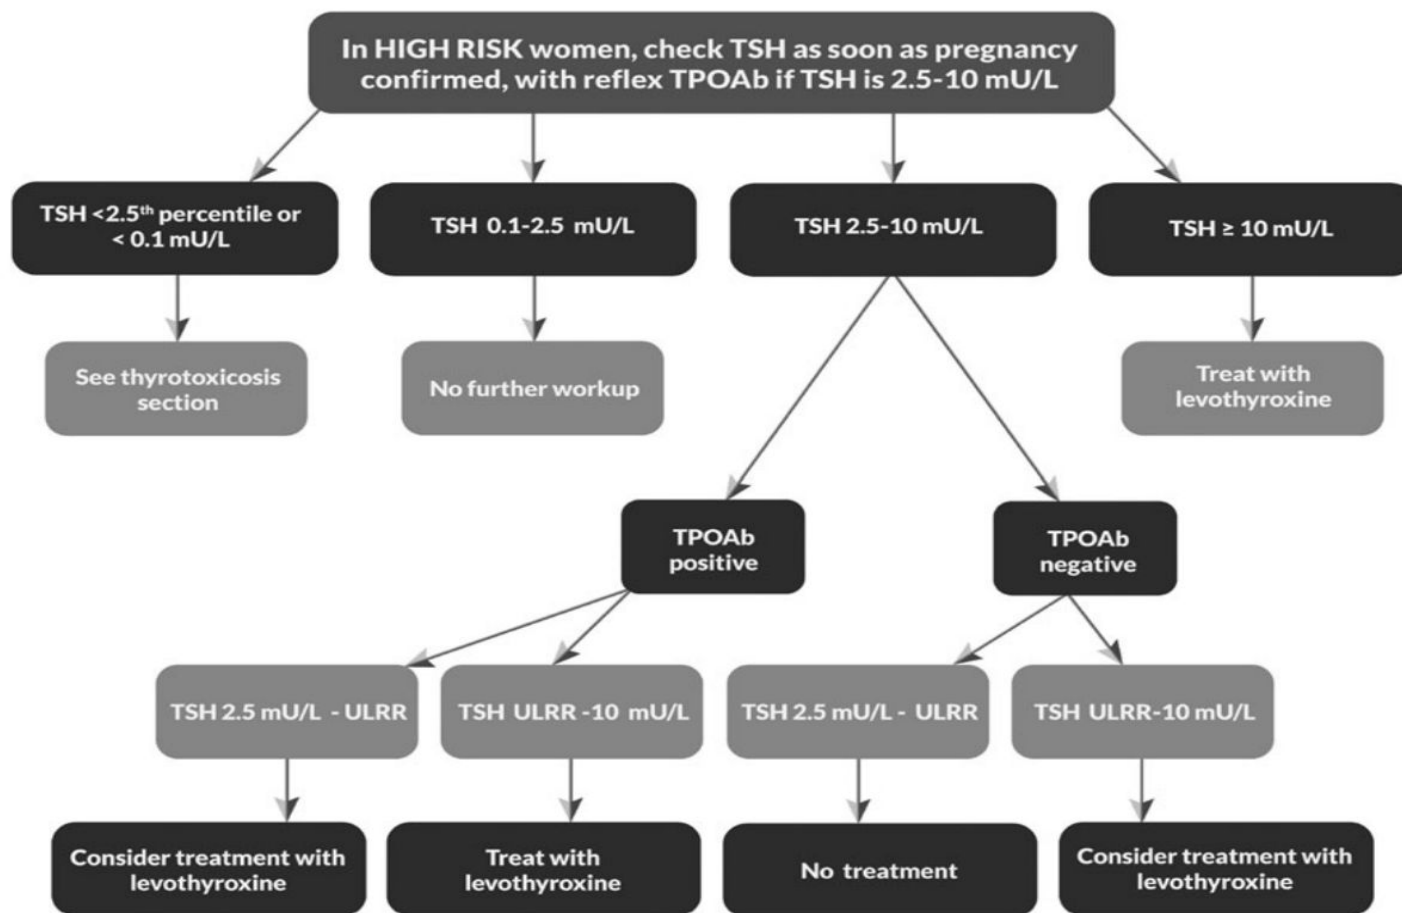 In HIGH RISK women, check TSH as soon as pregnancy
confirmed, with reflex TPOAb if TSH is 2.5-10 mU/L
TSH <2.5th percentile or
< 0.1 mU/L
TSH 0.1-2.5 mU/L
TSH 2.5-10 mU/L
TSH ≥ 10 mU/L
See thyrotoxicosis
section
No further workup
Treat with
levothyroxine
TPOAb
positive
TPOAb
negative
TSH 2.5 mU/L - ULRR
TSH ULRR -10 mU/L
TSH 2.5 mU/L - ULRR
TSH ULRR-10 mU/L
Consider treatment with
levothyroxine
Treat with
levothyroxine
No treatment
Consider treatment with
levothyroxine